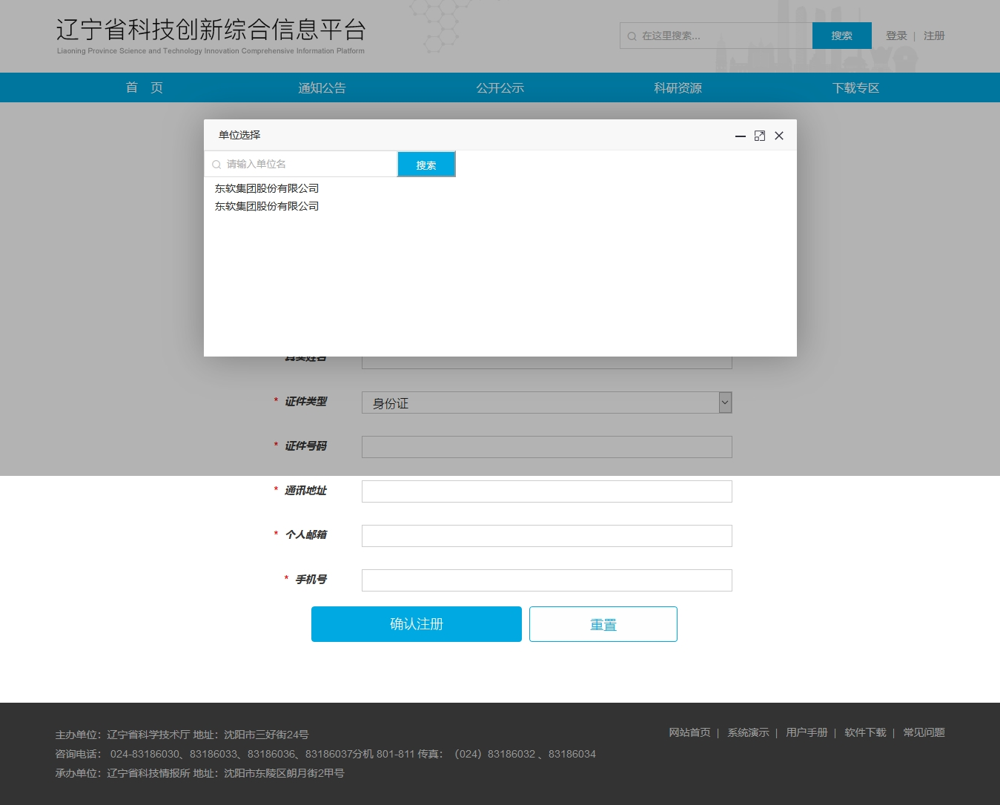 辽宁省科技创新综合信息平台
Liaoning Province Science and Technology Innovation Comprehensive Information Platform
在这里搜索... 搜索 登录 | 注册
首 页 通知公告 公开公示 科研资源 下载专区
单位选择
请输入单位名 搜索
东软集团股份有限公司
东软集团股份有限公司
真实姓名
* 证件类型 身份证
* 证件号码
* 通讯地址
* 个人邮箱
* 手机号
确认注册 重置
主办单位：辽宁省科学技术厅 地址：沈阳市三好街24号
网站首页 | 系统演示 | 用户手册 | 软件下载 | 常见问题
咨询电话： 024-83186030、83186033、83186036、83186037分机 801-811 传真：（024）83186032 、83186034
承办单位：辽宁省科技情报所 地址：沈阳市东陵区朗月街2甲号